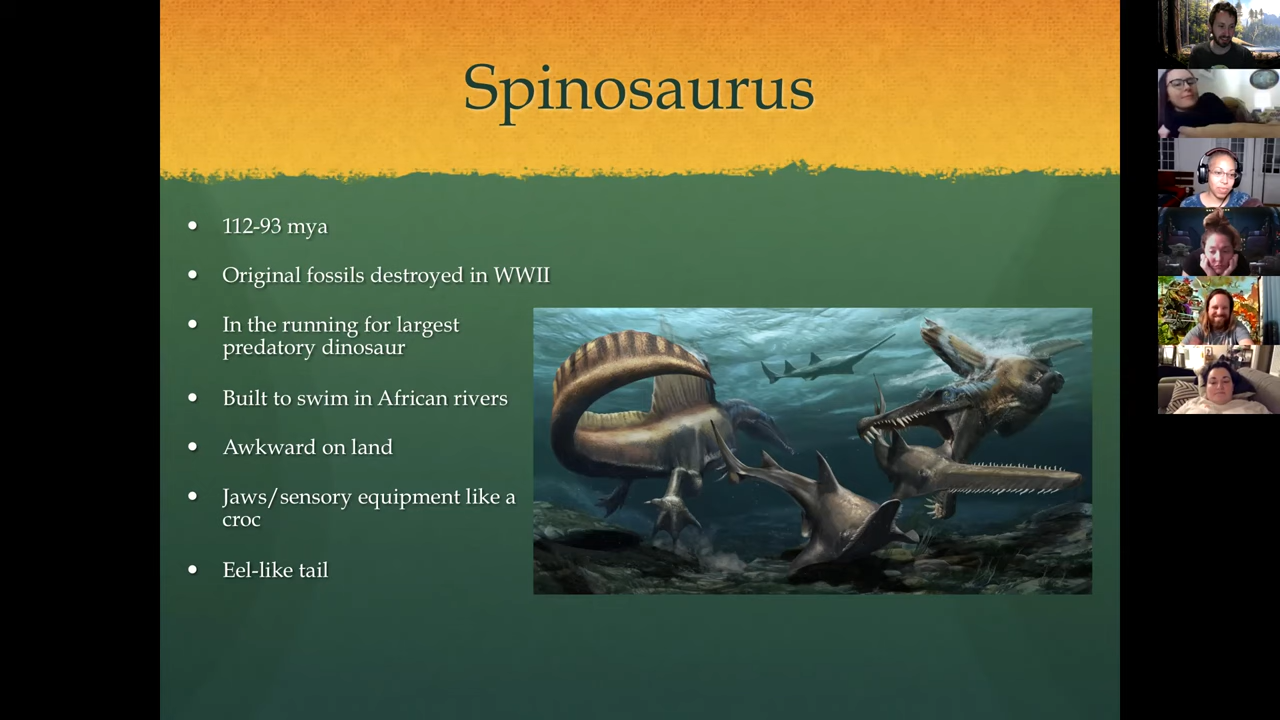 Spinosaurus
• 112-93 mya
• Original fossils destroyed in WWII
• In the running for largest
predatory dinosaur
• Built to swim in African rivers
• Awkward on land
• Jaws/sensory equipment like a
croc
• Eel-like tail